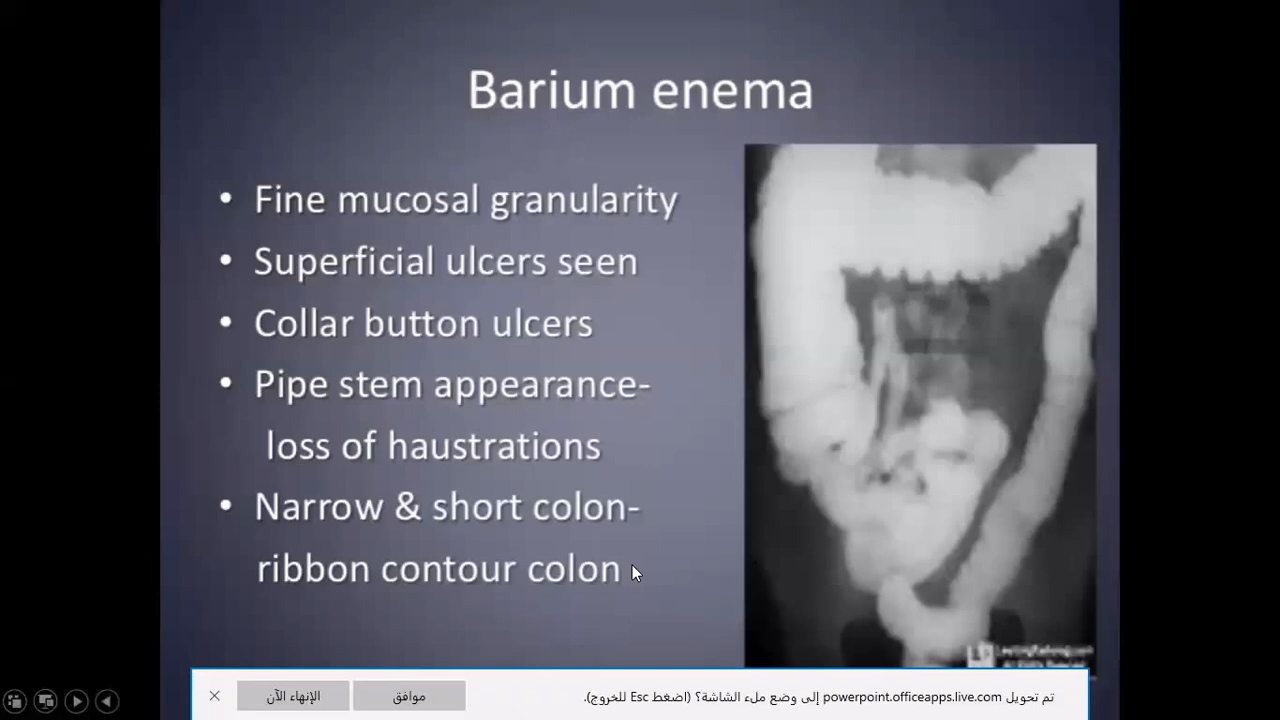 Barium enema
• Fine mucosal granularity
• Superficial ulcers seen
• Collar button ulcers
• Pipe stem appearance-
loss of haustrations
• Narrow & short colon-
ribbon contour colon
تم تحويل powerpoint.officeapps.live.com إلى وضع ملء الشاشة؟ (اضغط Esc للخروج).
موافق
الإنهاء الآن